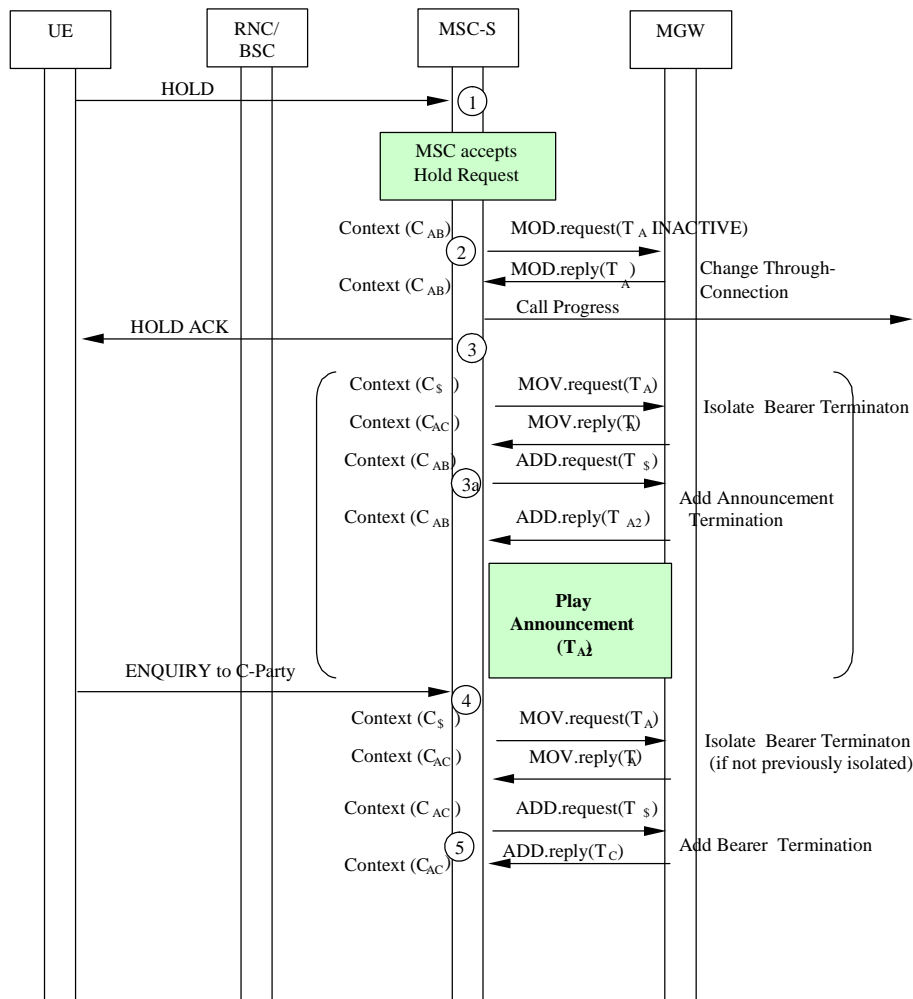 UE
RNC/
BSC
MSC-S
MGW
HOLD
1
MSC accepts
Hold Request
Context (C AB)
MOD.request(T A INACTIVE)
2
MOD.reply(T A)
Context (C AB)
Change Through-
Connection
Call Progress
HOLD ACK
3
Context (C $ )
MOV.request(T A)
Isolate Bearer Terminaton
Context (C AC)
MOV.reply(T A)
Context (C AB)
ADD.request(T $)
3a
Add Announcement
Termination
Context (C AB
ADD.reply(T A2)
Play
Announcement
(T A2)
ENQUIRY to C-Party
4
Context (C $ )
MOV.request(T A)
Isolate Bearer Terminaton
(if not previously isolated)
Context (C AC)
MOV.reply(T A)
Context (C AC)
ADD.request(T $)
5
Add Bearer Termination
Context (C AC)
ADD.reply(T C)